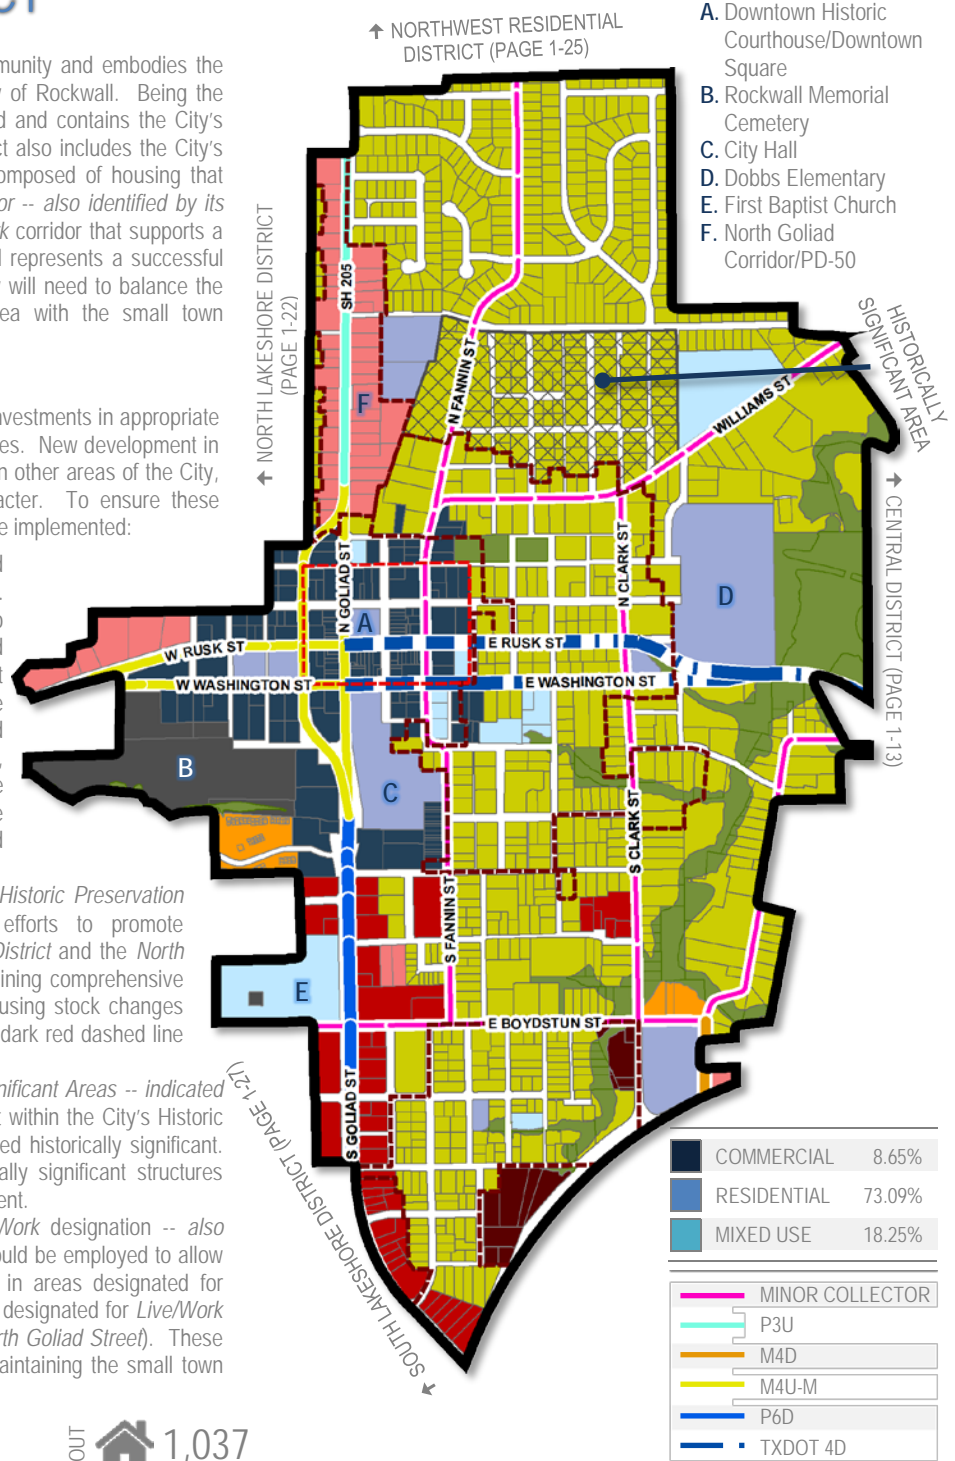 munity and embodies the
of Rockwall. Being the
d and contains the City's
ct also includes the City's
omposed of housing that
or -- also identified by its
rk corridor that supports a
d represents a successful
will need to balance the
ea with the small town
nvestments in appropriate
es. New development in
n other areas of the City,
acter. To ensure these
e implemented:
Historic Preservation
efforts to promote
District and the North
ining comprehensive
using stock changes
dark red dashed line
nificant Areas -- indicated
within the City's Historic
ed historically significant.
ally significant structures
ent.
Work designation -- also
ould be employed to allow
in areas designated for
designated for Live/Work
rth Goliad Street). These
aintaining the small town
OUT
1,037
NORTHWEST RESIDENTIAL
DISTRICT (PAGE 1-25)
A. Downtown Historic
Courthouse/Downtown
Square
B. Rockwall Memorial
Cemetery
C. City Hall
D. Dobbs Elementary
E. First Baptist Church
F. North Goliad
Corridor/PD-50
NORTH LAKESHORE DISTRICT
(PAGE 1-22)
HISTORICALLY
SIGNIFICANT AREA
CENTRAL DISTRICT (PAGE 1-13)
SOUTH LAKESHORE DISTRICT (PAGE 1-27)
SH 205
N FANNIN ST
WILLIAMS ST
F
N GOLIAD ST
N CLARK ST
D
A
W RUSK ST
E RUSK ST
W WASHINGTON ST
E WASHINGTON ST
B
C
S CLARK ST
S FANNIN ST
E
E BOYDSTUN ST
S GOLIAD ST
COMMERCIAL 8.65%
RESIDENTIAL 73.09%
MIXED USE 18.25%
MINOR COLLECTOR
P3U
M4D
M4U-M
P6D
TXDOT 4D